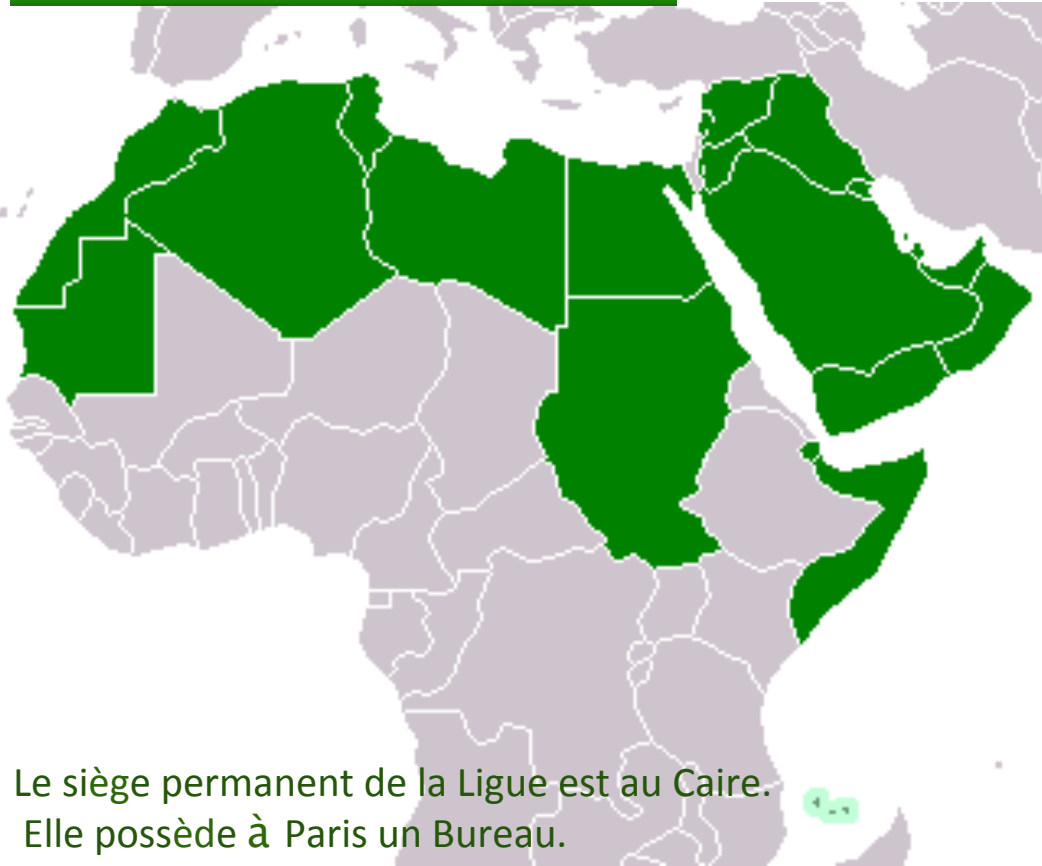 Le siège permanent de la Ligue est au Caire.
Elle possède à Paris un Bureau.